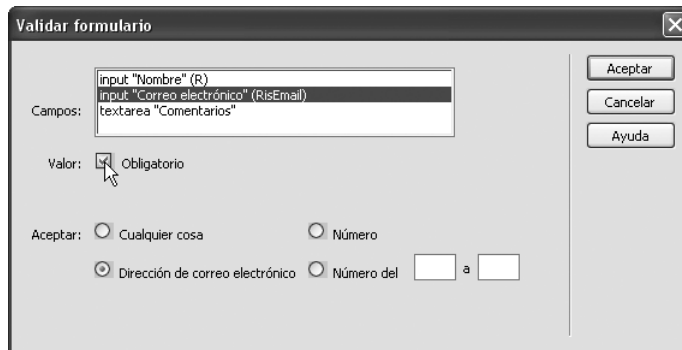 Validar formulario
Campos:
input "Nombre" (R)
input "Correo electrónico" (RisEmail)
textarea "Comentarios"
Valor: Obligatorio
Aceptar: Cualquier cosa Número
Dirección de correo electrónico Número del a
Aceptar
Cancelar
Ayuda